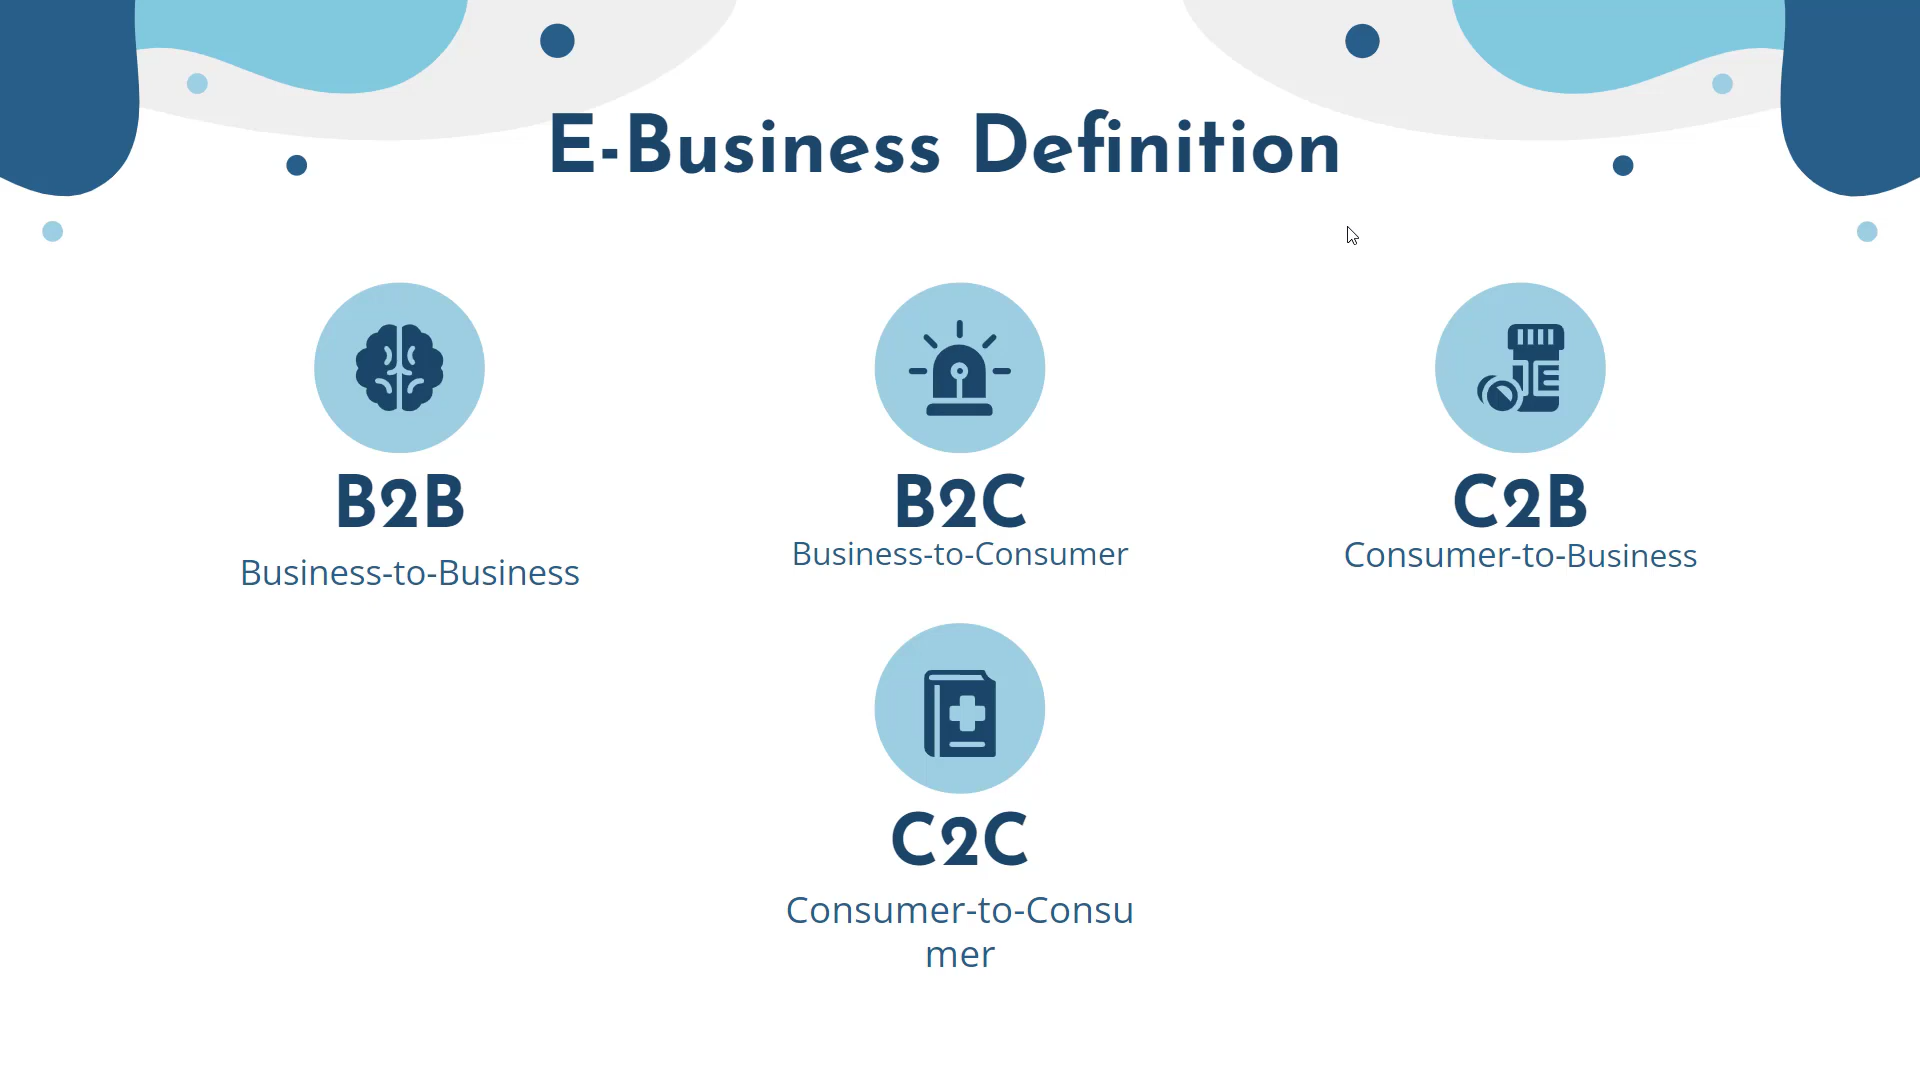 E-Business Definition
B2B
Business-to-Business
B2C
Business-to-Consumer
C2B
Consumer-to-Business
C2C
Consumer-to-Consu
mer